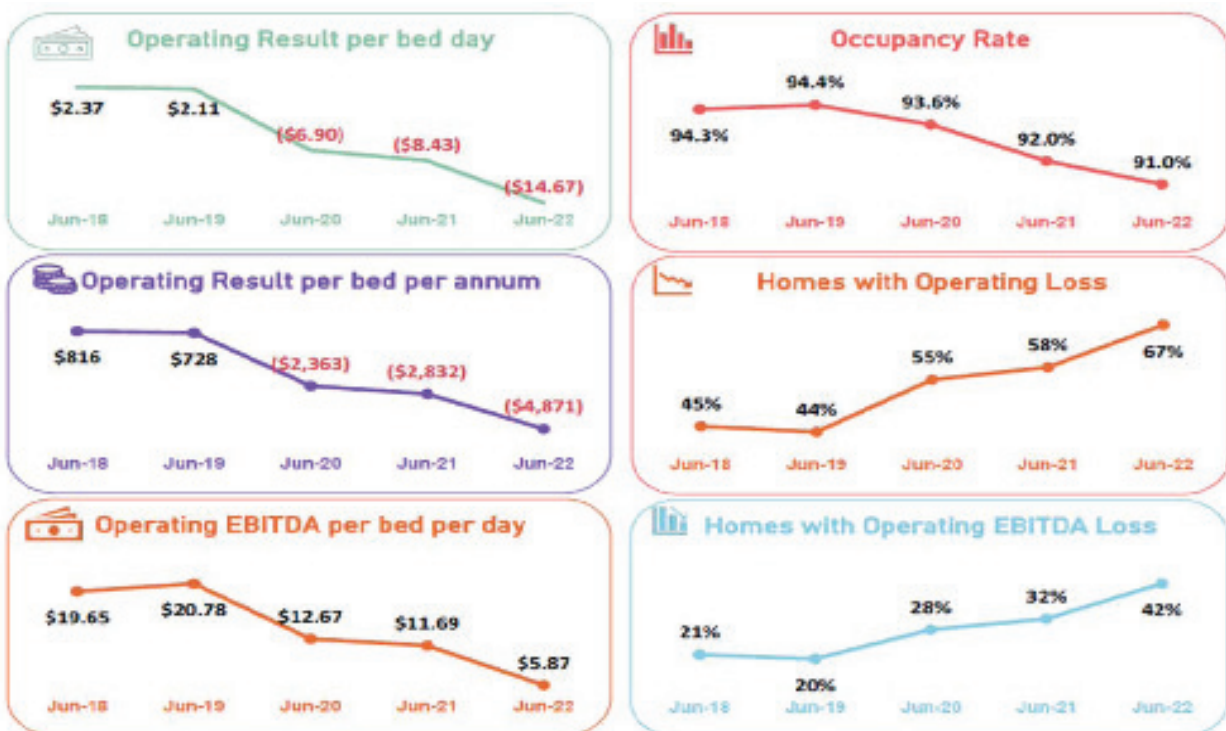 Operating Result per bed day
$2.37
$2.11
($6.90)
($8.43)
($14.67)
Jun-18 Jun-19 Jun-20 Jun-21 Jun-22
Occupancy Rate
94.3%
94.4%
93.6%
92.0%
91.0%
Jun-18 Jun-19 Jun-20 Jun-21 Jun-22
Operating Result per bed per annum
$816
$728
($2,363)
($2,832)
($4,871)
Jun-18 Jun-19 Jun-20 Jun-21 Jun-22
Homes with Operating Loss
45%
44%
55%
58%
67%
Jun-18 Jun-19 Jun-20 Jun-21 Jun-22
Operating EBITDA per bed per day
$19.65
$20.78
$12.67
$11.69
$5.87
Jun-18 Jun-19 Jun-20 Jun-21 Jun-22
Homes with Operating EBITDA Loss
21%
20%
28%
32%
42%
Jun-18 Jun-19 Jun-20 Jun-21 Jun-22